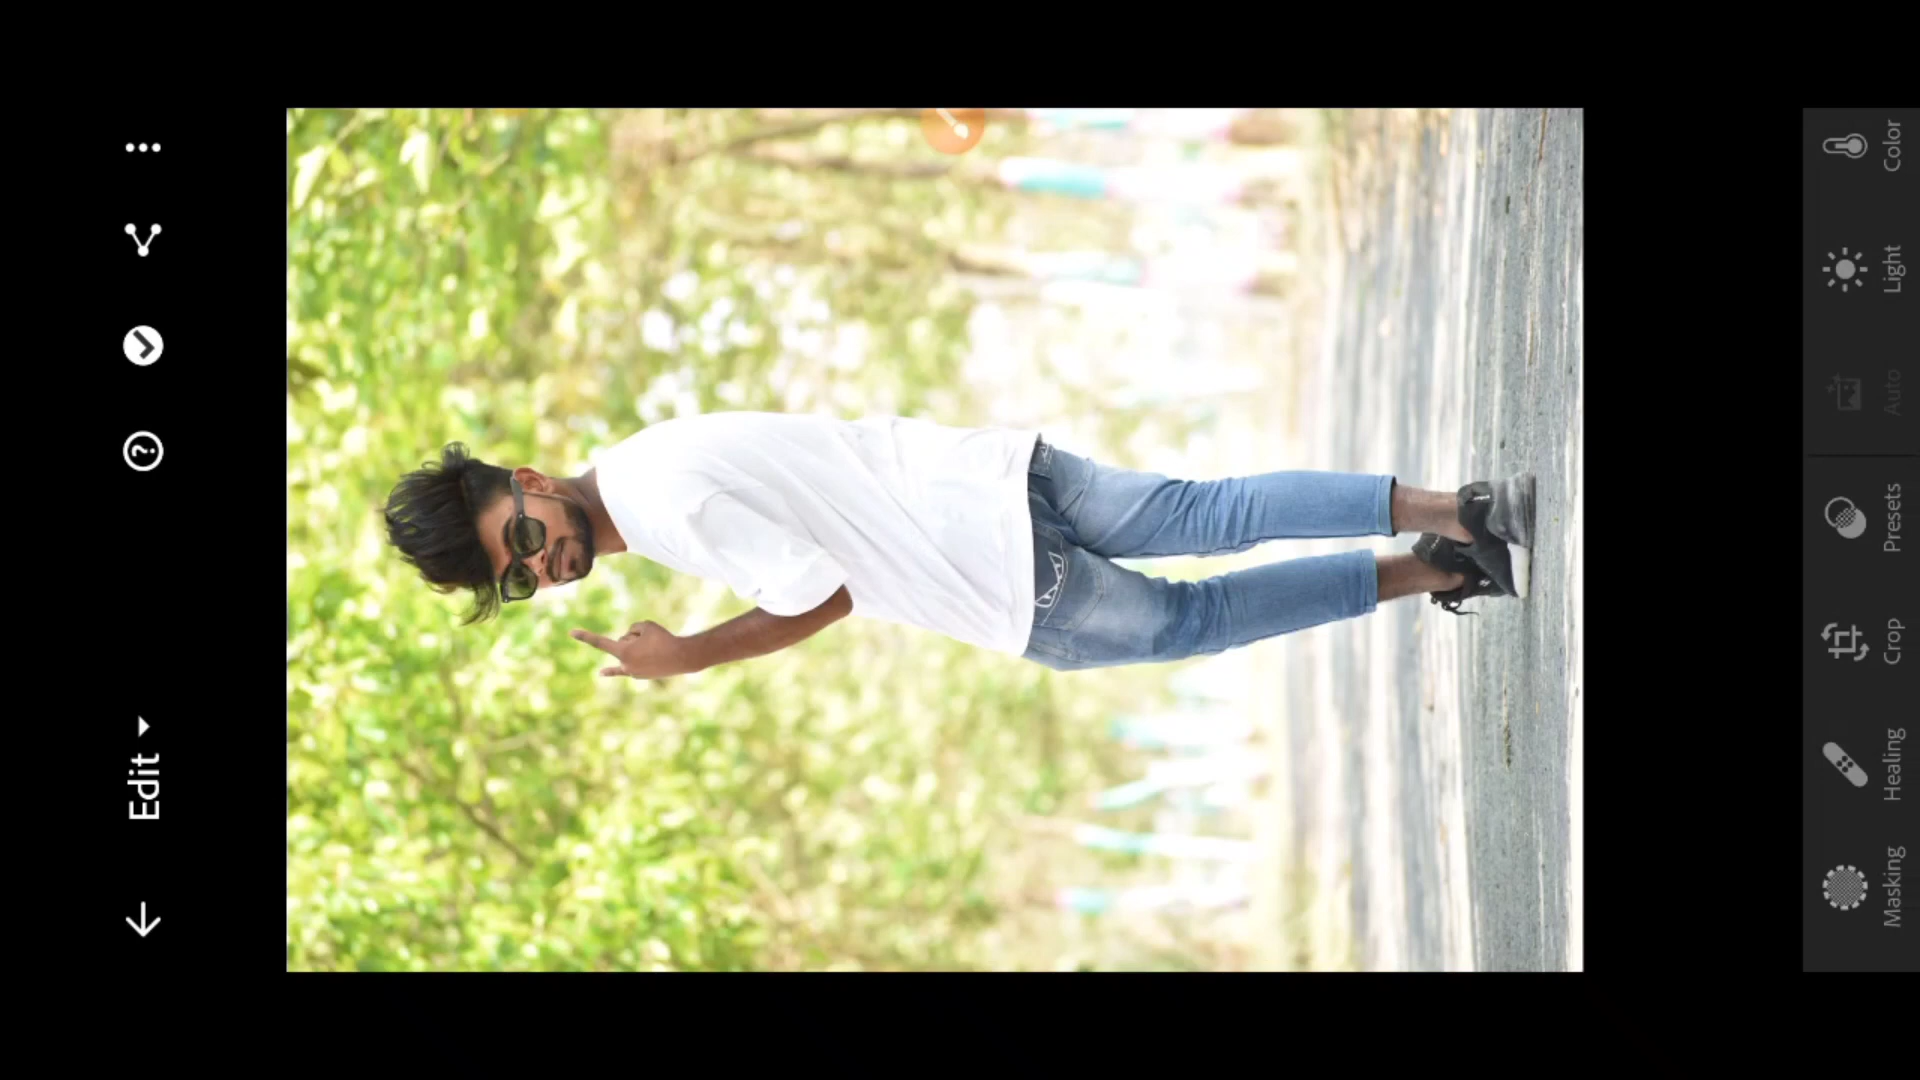 Edit
Masking
Healing
Crop
Presets
Auto
Light
Color